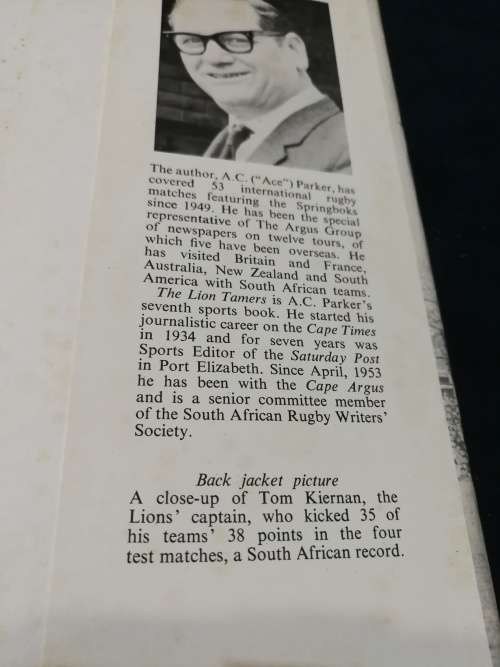 The author, A.C. ("Ace") Parker, has
covered 53 international rugby
matches featuring the Springboks
since 1949. He has been the special
representative of The Argus Group
of newspapers on twelve tours, of
which five have been overseas. He
has visited Britain and France,
Australia, New Zealand and South
America with South African teams.
The Lion Tamers is A.C. Parker's
seventh sports book. He started his
journalistic career on the Cape Times
in 1934 and for seven years was
Sports Editor of the Saturday Post
in Port Elizabeth. Since April, 1953
he has been with the Cape Argus
and is a senior committee member
of the South African Rugby Writers'
Society.
Back jacket picture
A close-up of Tom Kiernan, the
Lions' captain, who kicked 35 of
his teams' 38 points in the four
test matches, a South African record.